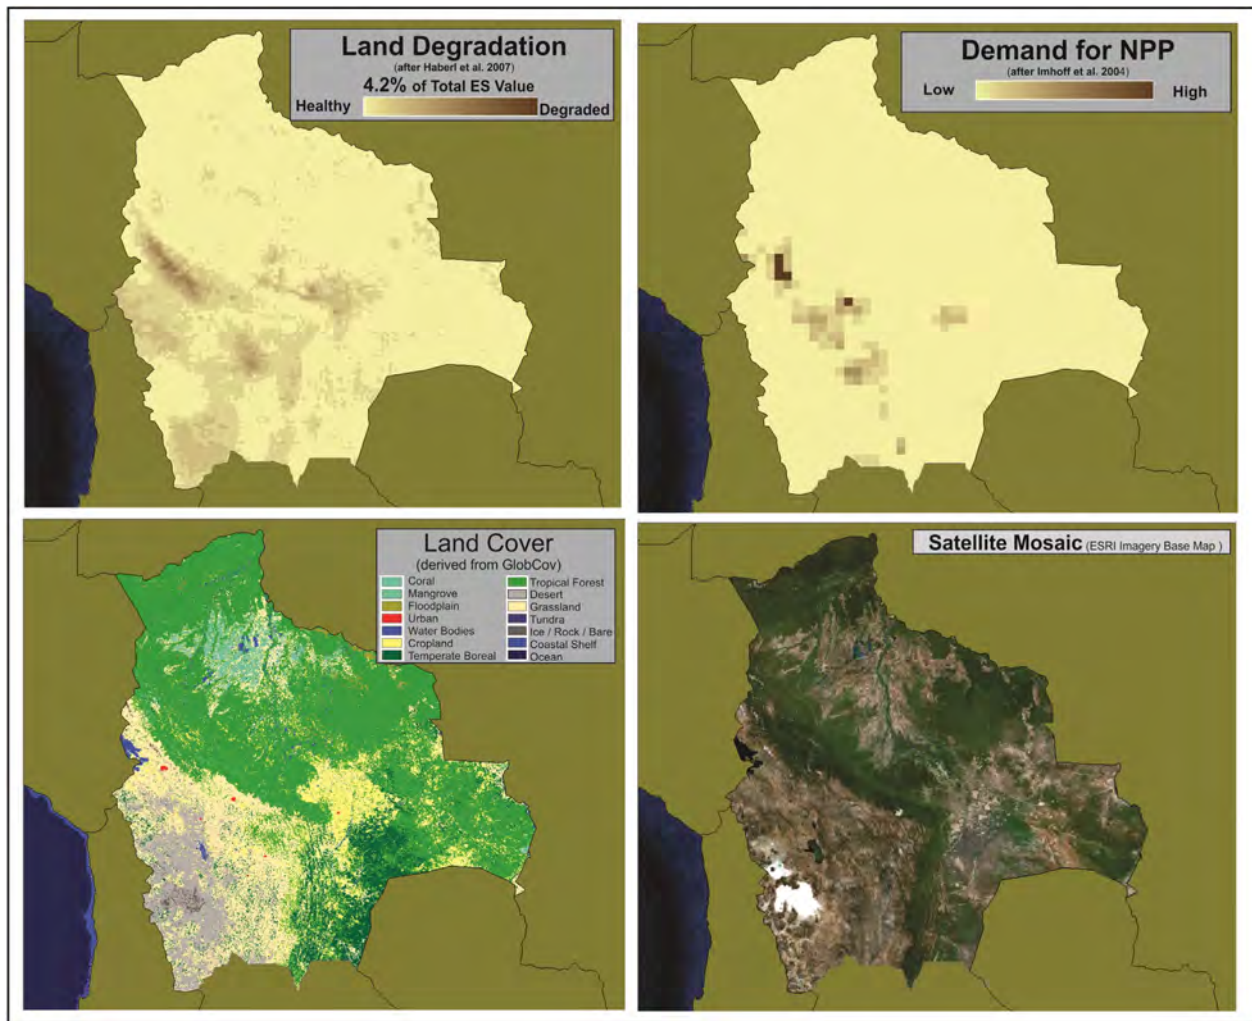 Land Degradation
(after Haberl et al. 2007)
4.2% of Total ES Value
Healthy
Degraded
Demand for NPP
(after Imhoff et al. 2004)
Low
High
Land Cover
(derived from GlobCov)
Coral
Mangrove
Floodplain
Urban
Water Bodies
Cropland
Temperate Boreal
Tropical Forest
Desert
Grassland
Tundra
Ice / Rock / Bare
Coastal Shelf
Ocean
Satellite Mosaic (ESRI Imagery Base Map )